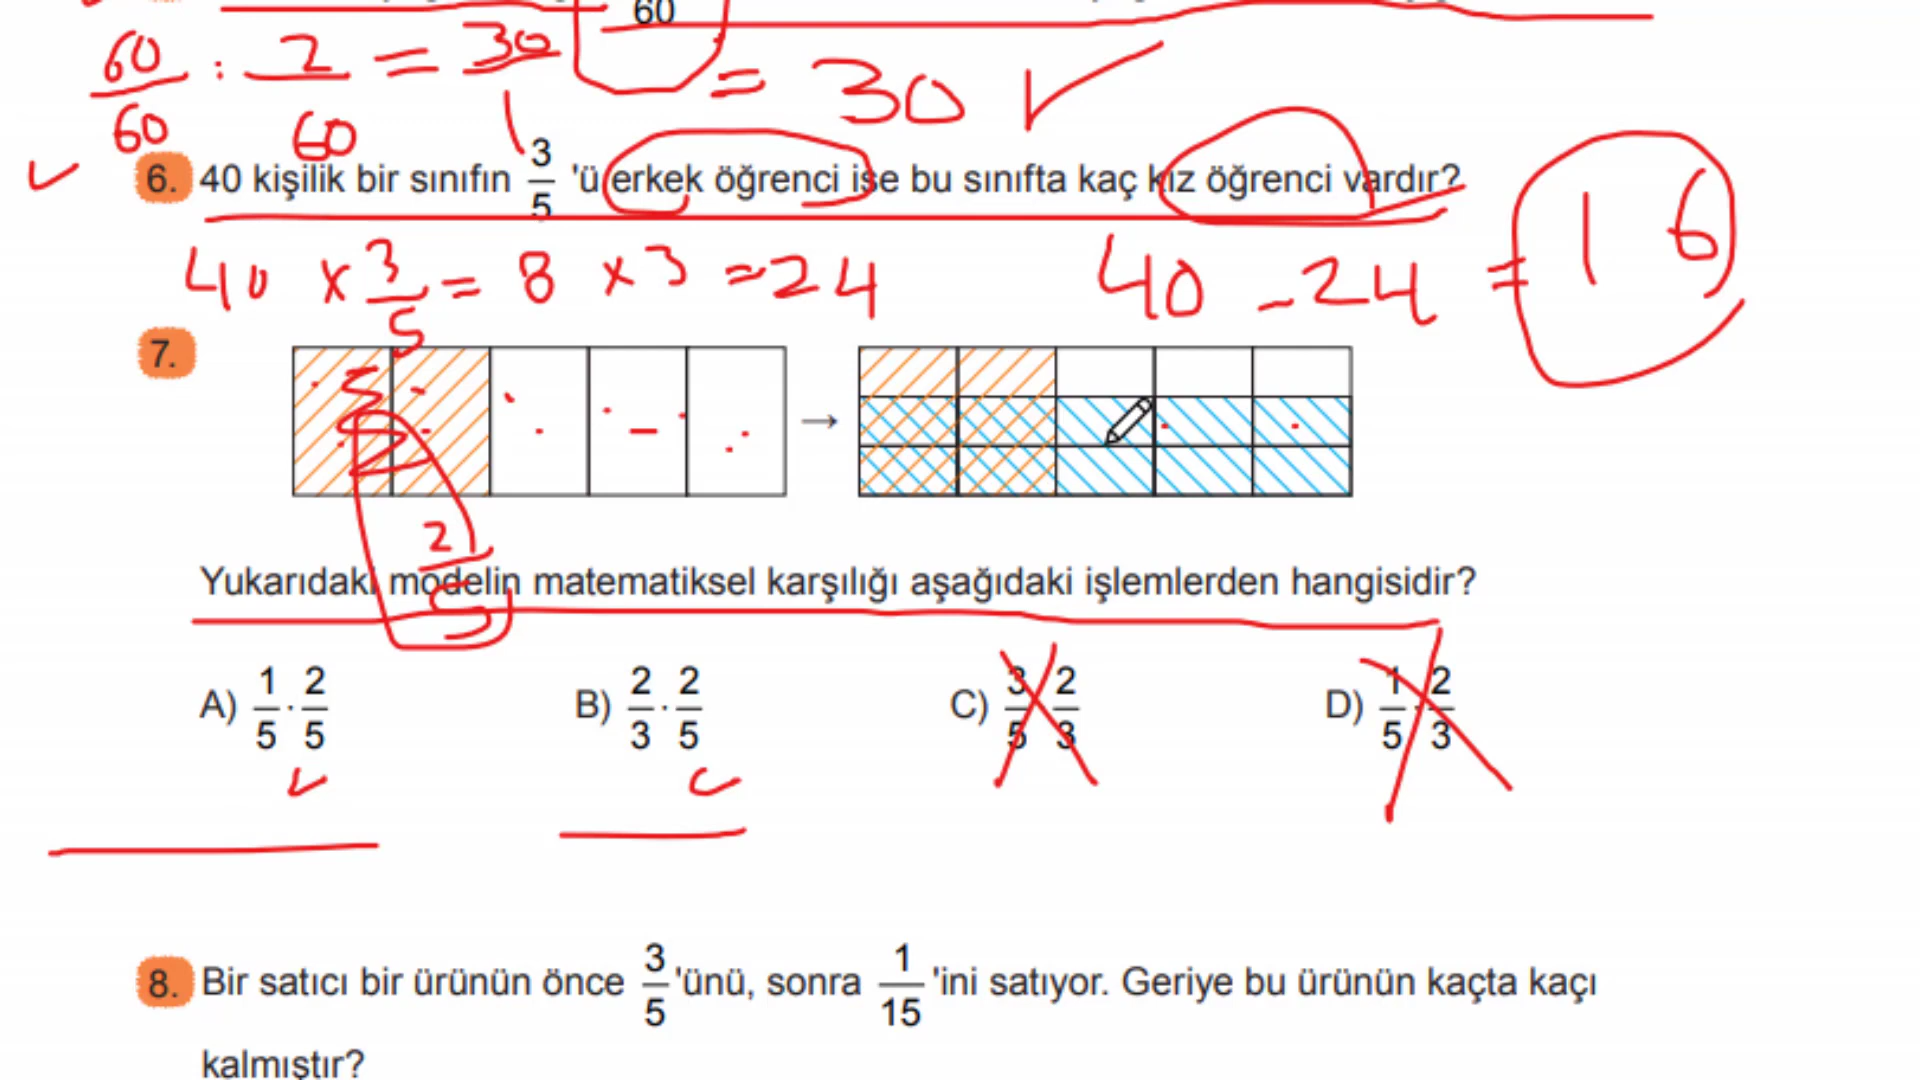 60
60/60 : 2/60 = 30/1 = 30 ✓
✓ 6. 40 kişilik bir sınıfın 3/5 'ü erkek öğrenci ise bu sınıfta kaç kız öğrenci vardır?
40 x 3/5 = 8 x 3 = 24 40 - 24 = 16
7. →
2/5
Yukarıdaki modelin matematiksel karşılığı aşağıdaki işlemlerden hangisidir?
A) 1/5 · 2/5 B) 2/3 · 2/5 C) 3/5 · 2/3 D) 1/5 · 2/3
8. Bir satıcı bir ürünün önce 3/5 'ünü, sonra 1/15 'ini satıyor. Geriye bu ürünün kaçta kaçı
kalmıştır?